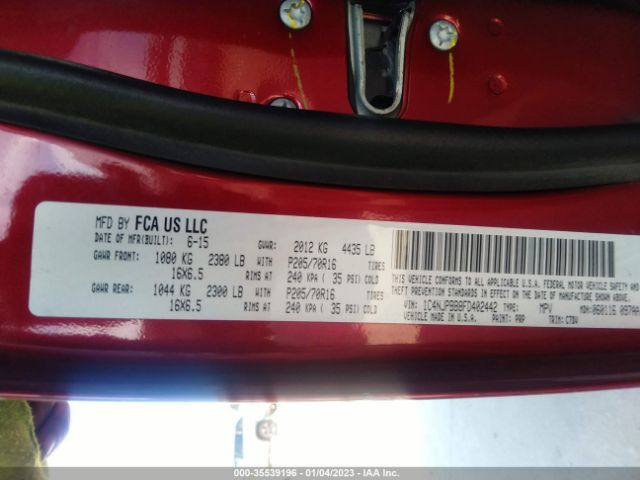 MFD BY FCA US LLC
DATE OF MFR(BUILT): 6-15 GVWR: 2012 KG 4435 LB
GAWR FRONT: 1080 KG 2380 LB WITH P205/70R16 TIRES
16X6.5 RIMS AT 240 KPA ( 35 PSI) COLD
GAWR REAR: 1044 KG 2300 LB WITH P205/70R16 TIRES
16X6.5 RIMS AT 240 KPA ( 35 PSI) COLD
THIS VEHICLE CONFORMS TO ALL APPLICABLE U.S.A. FEDERAL MOTOR VEHICLE SAFETY, BUMPER AND
THEFT PREVENTION STANDARDS IN EFFECT ON THE DATE OF MANUFACTURE SHOWN ABOVE.
VIN: TYPE: MPV MDH: 060116 097AA
MADE IN U.S.A. PAINT: PRP TRIM:
000-35539196 - 01/04/2023 - IAA Inc.